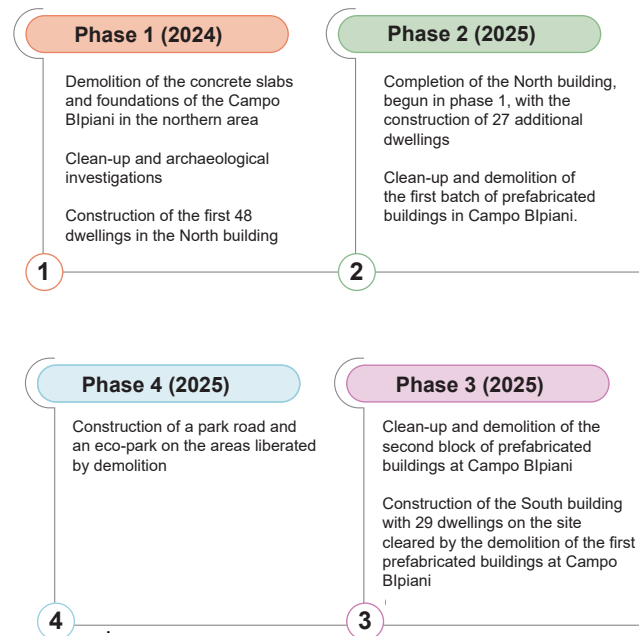 Phase 1 (2024)
Demolition of the concrete slabs
and foundations of the Campo
BIpiani in the northern area
Clean-up and archaeological
investigations
Construction of the first 48
dwellings in the North building
1
Phase 2 (2025)
Completion of the North building,
begun in phase 1, with the
construction of 27 additional
dwellings
Clean-up and demolition of
the first batch of prefabricated
buildings in Campo BIpiani.
2
Phase 4 (2025)
Construction of a park road and
an eco-park on the areas liberated
by demolition
4
Phase 3 (2025)
Clean-up and demolition of the
second block of prefabricated
buildings at Campo BIpiani
Construction of the South building
with 29 dwellings on the site
cleared by the demolition of the first
prefabricated buildings at Campo
BIpiani
3